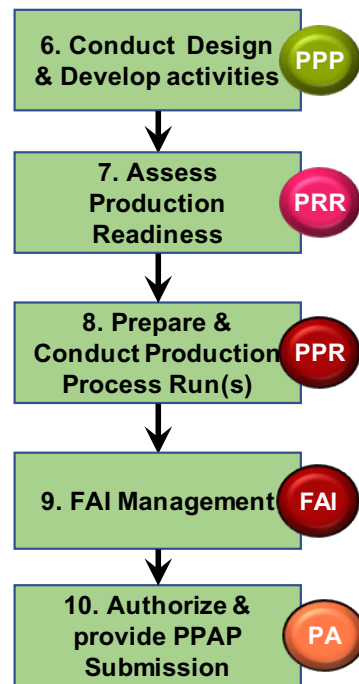 6. Conduct Design
& Develop activities
PPP
7. Assess
Production
Readiness
PRR
8. Prepare &
Conduct Production
Process Run(s)
PPR
9. FAI Management
FAI
10. Authorize &
provide PPAP
Submission
PA